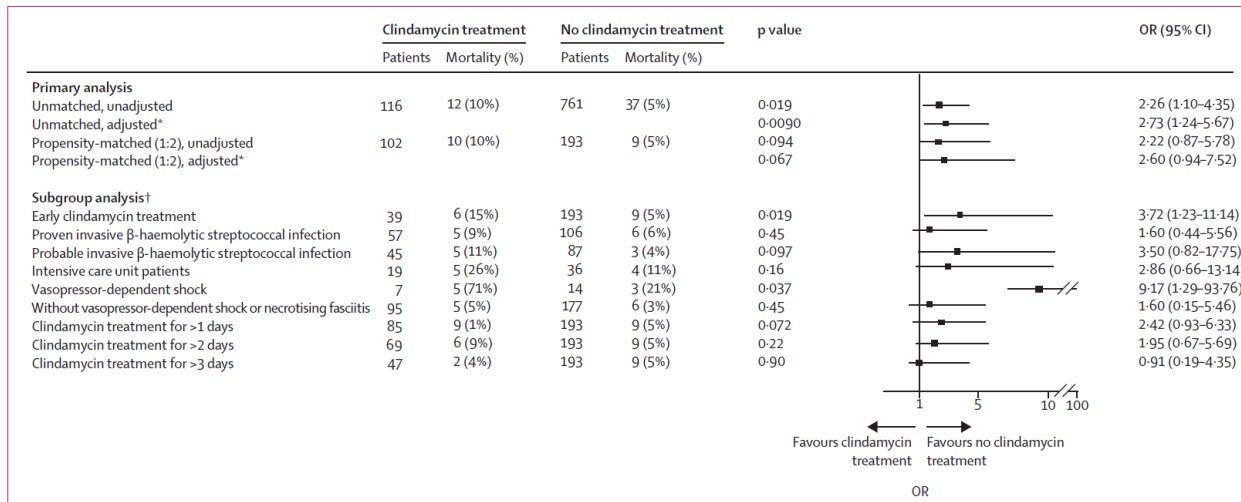 Clindamycin treatment No clindamycin treatment p value OR (95% CI)
Patients Mortality (%) Patients Mortality (%)
Primary analysis
Unmatched, unadjusted 116 12 (10%) 761 37 (5%) 0·019 2·26 (1·10–4·35)
Unmatched, adjusted* 0·0090 2·73 (1·24–5·67)
Propensity-matched (1:2), unadjusted 102 10 (10%) 193 9 (5%) 0·094 2·22 (0·87–5·78)
Propensity-matched (1:2), adjusted* 0·067 2·60 (0·94–7·52)
Subgroup analysis†
Early clindamycin treatment 39 6 (15%) 193 9 (5%) 0·019 3·72 (1·23–11·14)
Proven invasive β-haemolytic streptococcal infection 57 5 (9%) 106 6 (6%) 0·45 1·60 (0·44–5·56)
Probable invasive β-haemolytic streptococcal infection 45 5 (11%) 87 3 (4%) 0·097 3·50 (0·82–17·75)
Intensive care unit patients 19 5 (26%) 36 4 (11%) 0·16 2·86 (0·66–13·14)
Vasopressor-dependent shock 7 5 (71%) 14 3 (21%) 0·037 9·17 (1·29–93·76)
Without vasopressor-dependent shock or necrotising fasciitis 95 5 (5%) 177 6 (3%) 0·45 1·60 (0·15–5·46)
Clindamycin treatment for >1 days 85 9 (1%) 193 9 (5%) 0·072 2·42 (0·93–6·33)
Clindamycin treatment for >2 days 69 6 (9%) 193 9 (5%) 0·22 1·95 (0·67–5·69)
Clindamycin treatment for >3 days 47 2 (4%) 193 9 (5%) 0·90 0·91 (0·19–4·35)
1 5 10 100
Favours clindamycin Favours no clindamycin
treatment treatment
OR